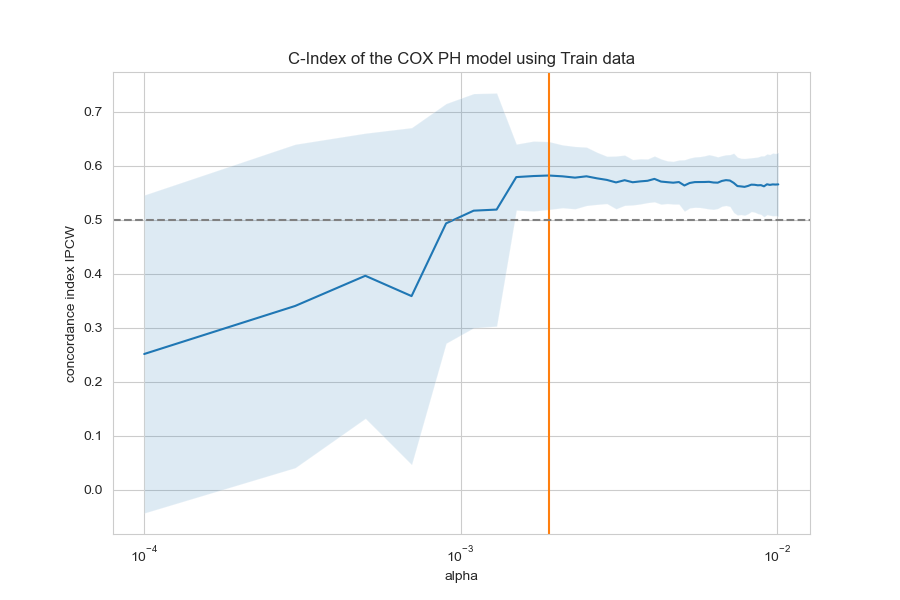 C-Index of the COX PH model using Train data
concordance index IPCW
0.7
0.6
0.5
0.4
0.3
0.2
0.1
0.0
10⁻⁴ 10⁻³ 10⁻²
alpha